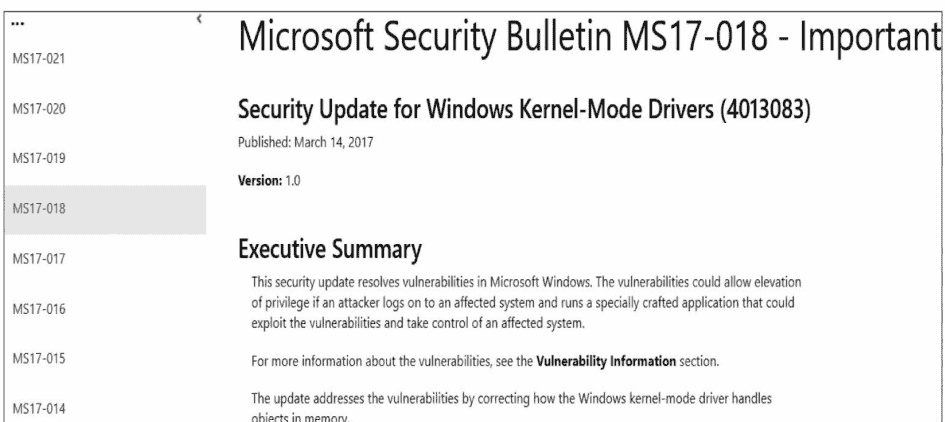 ...
MS17-021
MS17-020
MS17-019
MS17-018
MS17-017
MS17-016
MS17-015
MS17-014
Microsoft Security Bulletin MS17-018 - Important
Security Update for Windows Kernel-Mode Drivers (4013083)
Published: March 14, 2017
Version: 1.0
Executive Summary
This security update resolves vulnerabilities in Microsoft Windows. The vulnerabilities could allow elevation
of privilege if an attacker logs on to an affected system and runs a specially crafted application that could
exploit the vulnerabilities and take control of an affected system.
For more information about the vulnerabilities, see the Vulnerability Information section.
The update addresses the vulnerabilities by correcting how the Windows kernel-mode driver handles
objects in memory.